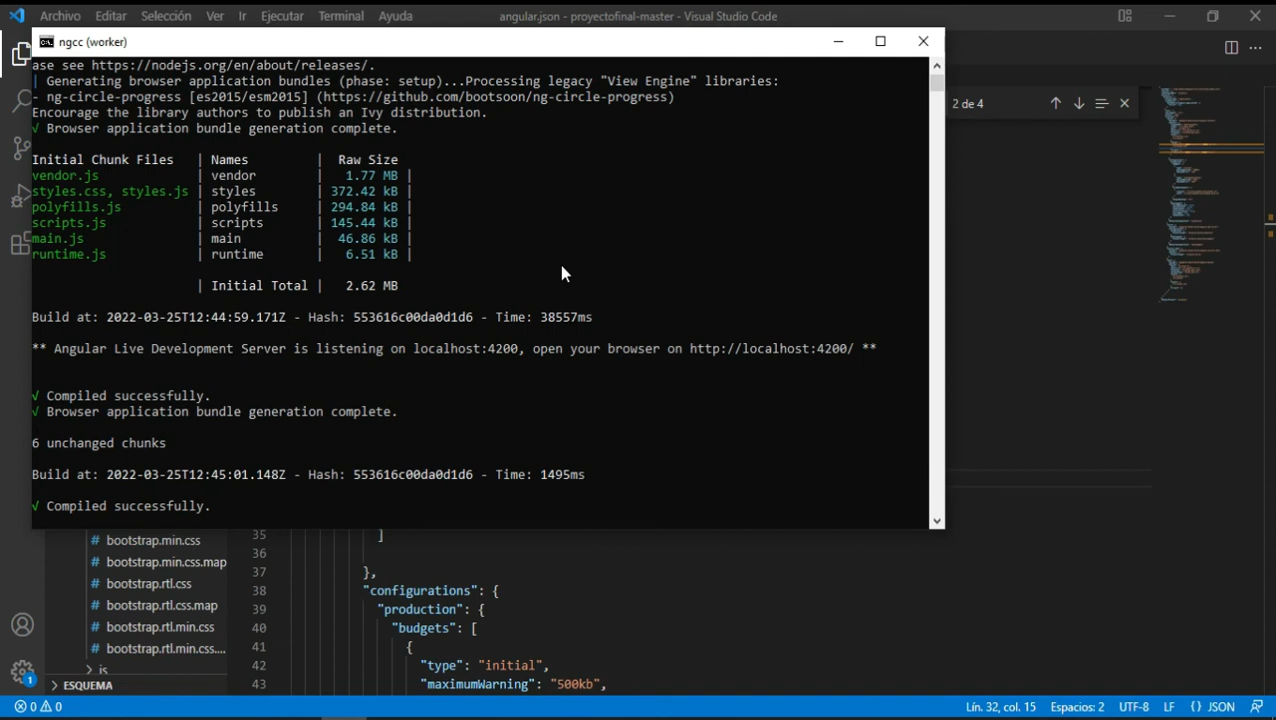 Archivo Editar Selección Ver Ir Ejecutar Terminal Ayuda angular.json - proyectofinal-master - Visual Studio Code
ngcc (worker)
ase see https://nodejs.org/en/about/releases/.
| Generating browser application bundles (phase: setup)...Processing legacy "View Engine" libraries:
- ng-circle-progress [es2015/esm2015] (https://github.com/bootsoon/ng-circle-progress)
2 de 4
Encourage the library authors to publish an Ivy distribution.
√ Browser application bundle generation complete.
Initial Chunk Files | Names | Raw Size
vendor.js | vendor | 1.77 MB |
styles.css, styles.js | styles | 372.42 kB |
polyfills.js | polyfills | 294.84 kB |
scripts.js | scripts | 145.44 kB |
main.js | main | 46.86 kB |
runtime.js | runtime | 6.51 kB |
| Initial Total | 2.62 MB
Build at: 2022-03-25T12:44:59.171Z - Hash: 553616c00da0d1d6 - Time: 38557ms
** Angular Live Development Server is listening on localhost:4200, open your browser on http://localhost:4200/ **
√ Compiled successfully.
√ Browser application bundle generation complete.
6 unchanged chunks
Build at: 2022-03-25T12:45:01.148Z - Hash: 553616c00da0d1d6 - Time: 1495ms
√ Compiled successfully.
# bootstrap.min.css
# bootstrap.min.css.map
# bootstrap.rtl.css
# bootstrap.rtl.css.map
# bootstrap.rtl.min.css
# bootstrap.rtl.min.css....
> js
> ESQUEMA
35 ]
36
37 },
38 "configurations": {
39 "production": {
40 "budgets": [
41 {
42 "type": "initial",
43 "maximumWarning": "500kb",
1
0 0 Lín. 32, col. 15 Espacios: 2 UTF-8 LF {} JSON